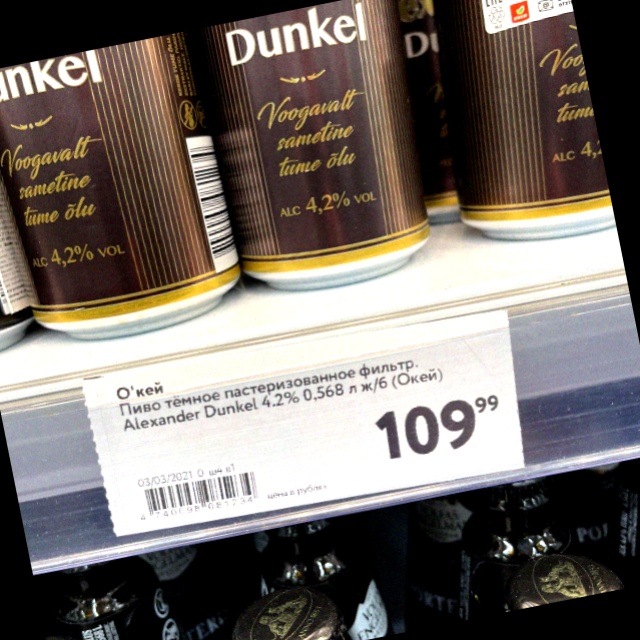 Dunkel
Voogavalt
sametine
tume õlu
ALC 4,2% VOL
Dunkel
Voogavalt
sametine
tume õlu
ALC 4,2% VOL
О'кей
Пиво тёмное пастеризованное фильтр.
Alexander Dunkel 4.2% 0,568 л ж/б (Окей)
109 99
03/03/2021
цена в рублях